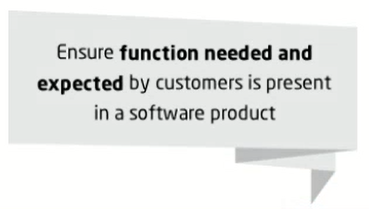 Ensure function needed and
expected by customers is present
in a software product